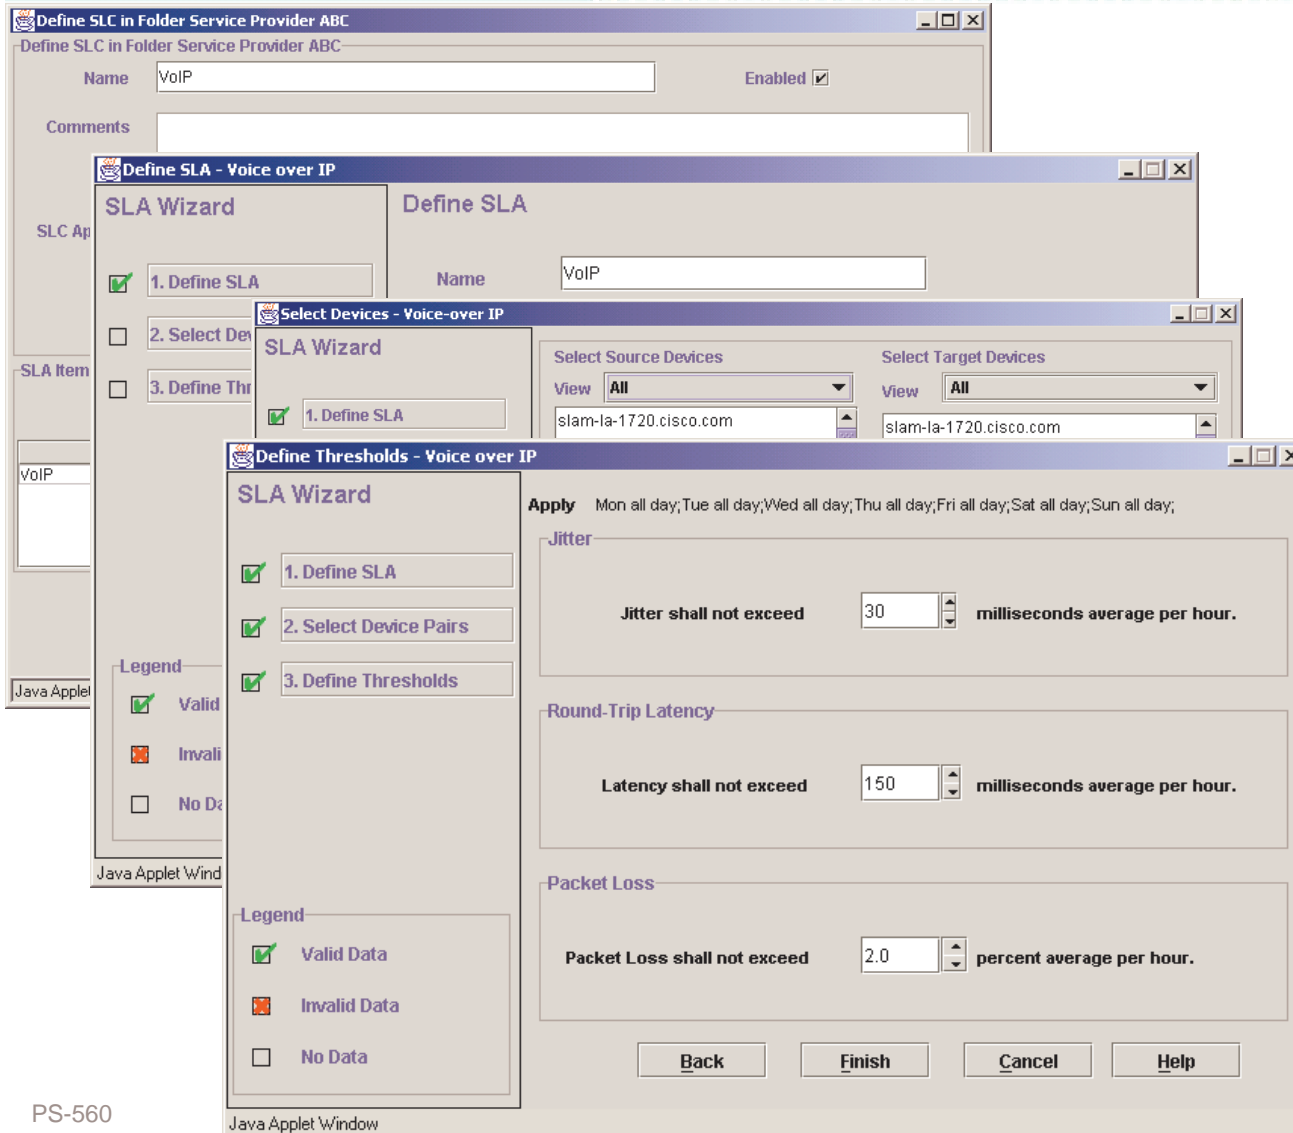 Define SLC in Folder Service Provider ABC
Define SLC in Folder Service Provider ABC
Name VoIP Enabled
Comments
SLC Ap
SLA Item
VoIP
Java Applet
Define SLA - Voice over IP
SLA Wizard
Define SLA
1. Define SLA
Name VoIP
2. Select Dev
3. Define Thr
Legend
Valid
Invali
No Da
Java Applet Wind
Select Devices - Voice-over IP
SLA Wizard
1. Define SLA
Select Source Devices
View All
slam-la-1720.cisco.com
Select Target Devices
View All
slam-la-1720.cisco.com
Define Thresholds - Voice over IP
SLA Wizard
1. Define SLA
2. Select Device Pairs
3. Define Thresholds
Legend
Valid Data
Invalid Data
No Data
Apply Mon all day;Tue all day;Wed all day;Thu all day;Fri all day;Sat all day;Sun all day;
Jitter
Jitter shall not exceed 30 milliseconds average per hour.
Round-Trip Latency
Latency shall not exceed 150 milliseconds average per hour.
Packet Loss
Packet Loss shall not exceed 2.0 percent average per hour.
Back Finish Cancel Help
Java Applet Window
PS-560